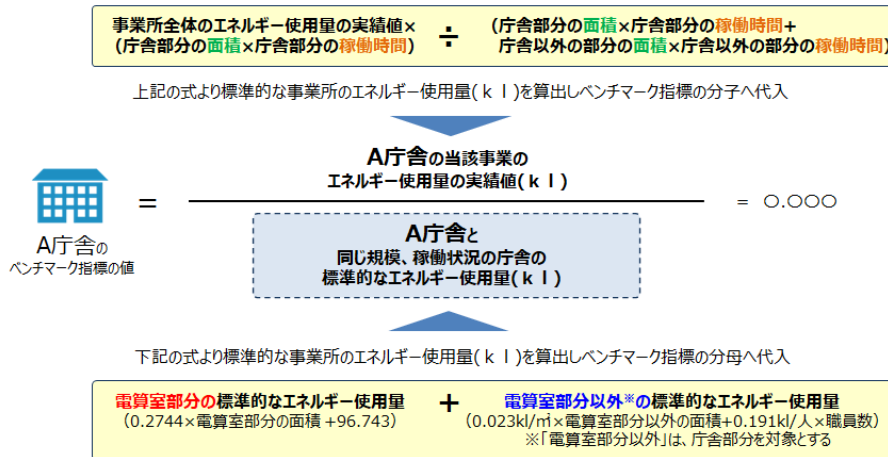 事業所全体のエネルギー使用量の実績値×
(庁舎部分の面積×庁舎部分の稼働時間)
÷
(庁舎部分の面積×庁舎部分の稼働時間+
庁舎以外の部分の面積×庁舎以外の部分の稼働時間)
上記の式より標準的な事業所のエネルギー使用量(ｋｌ)を算出しベンチマーク指標の分子へ代入
A庁舎の当該事業の
エネルギー使用量の実績値(ｋｌ)
A庁舎の
ベンチマーク指標の値
=
= ○.○○○
A庁舎と
同じ規模、稼働状況の庁舎の
標準的なエネルギー使用量(ｋｌ)
下記の式より標準的な事業所のエネルギー使用量(ｋｌ)を算出しベンチマーク指標の分母へ代入
電算室部分の標準的なエネルギー使用量
(0.2744×電算室部分の面積 +96.743)
+
電算室部分以外※の標準的なエネルギー使用量
(0.023kl/㎡×電算室部分以外の面積+0.191kl/人×職員数)
※「電算室部分以外」は、庁舎部分を対象とする